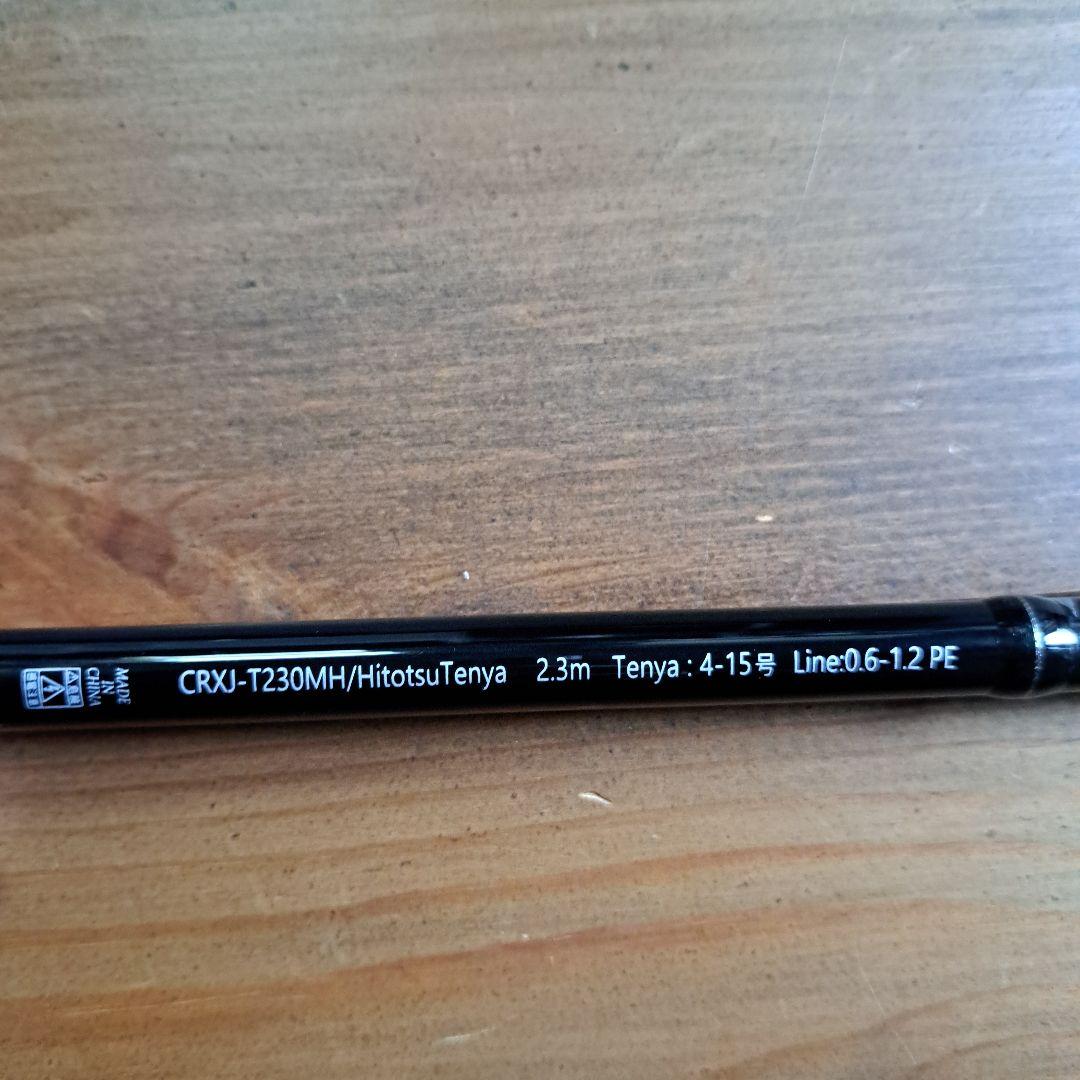 MADE
IN
CHINA
CRXJ-T230MH/HitotsuTenya 2.3m Tenya : 4-15号 Line:0.6-1.2 PE